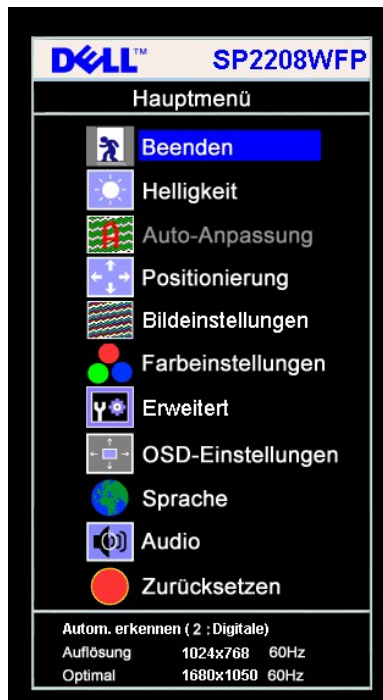 DELL™ SP2208WFP
Hauptmenü
Beenden
Helligkeit
Auto-Anpassung
Positionierung
Bildeinstellungen
Farbeinstellungen
Erweitert
OSD-Einstellungen
Sprache
Audio
Zurücksetzen
Autom. erkennen ( 2 : Digitale)
Auflösung 1024x768 60Hz
Optimal 1680x1050 60Hz